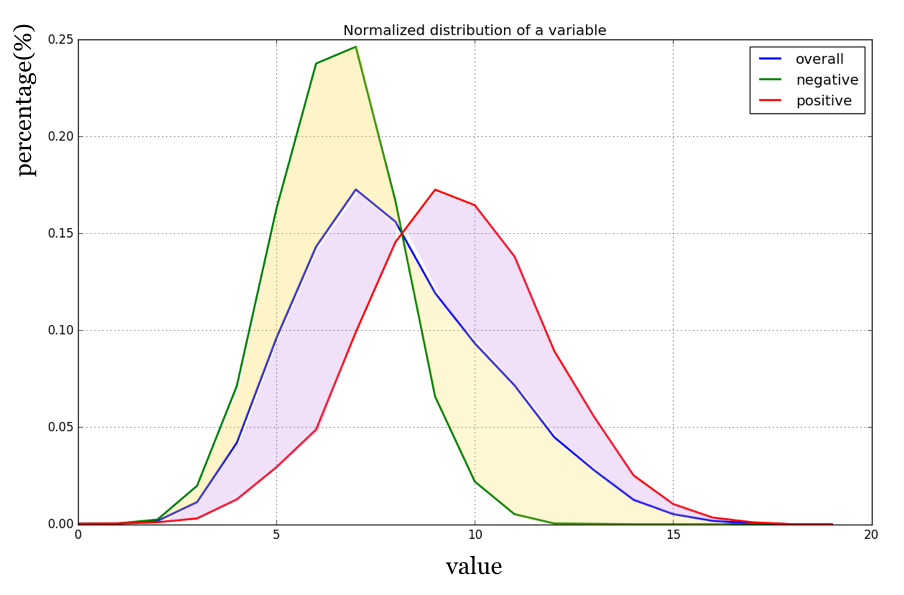 Normalized distribution of a variable
percentage(%)
0.25
0.20
0.15
0.10
0.05
0.00
overall
negative
positive
0 5 10 15 20
value